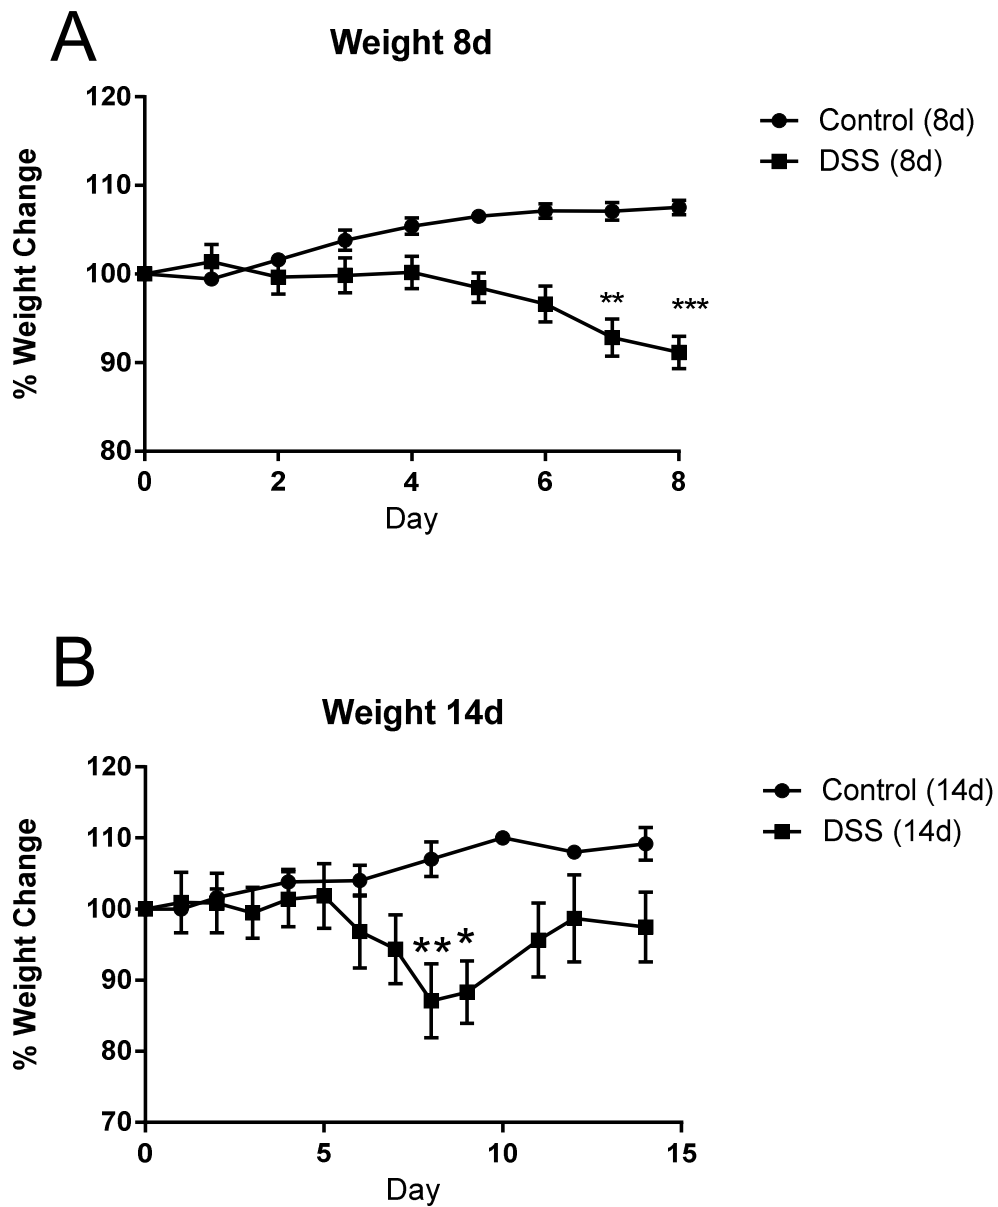 A
Weight 8d
120
110
100
90
80
% Weight Change
Control (8d)
DSS (8d)
**
***
0 2 4 6 8
Day
B
Weight 14d
120
110
100
90
80
70
% Weight Change
Control (14d)
DSS (14d)
** *
0 5 10 15
Day